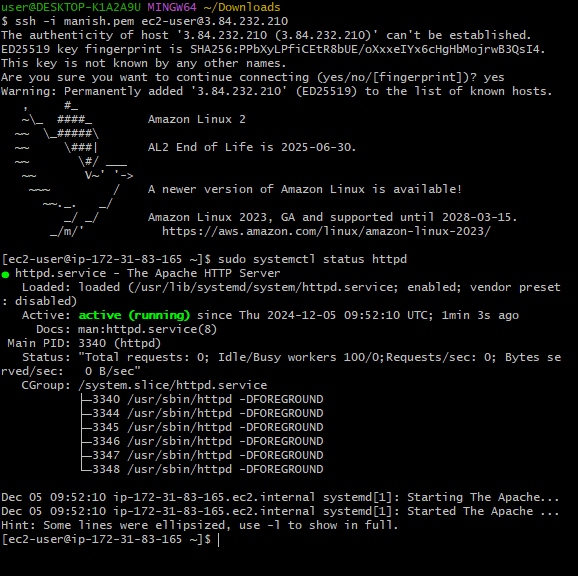 user@DESKTOP-K1A2A9U MINGW64 ~/Downloads
$ ssh -i manish.pem ec2-user@3.84.232.210
The authenticity of host '3.84.232.210 (3.84.232.210)' can't be established.
ED25519 key fingerprint is SHA256:PPbXyLPfiCEtR8bUE/oXxxeIYx6cHgHbMojrwB3QsI4.
This key is not known by any other names.
Are you sure you want to continue connecting (yes/no/[fingerprint])? yes
Warning: Permanently added '3.84.232.210' (ED25519) to the list of known hosts.
   ,     #_
   ~\_  ####_        Amazon Linux 2
  ~~  \_#####\
  ~~     \###|       AL2 End of Life is 2025-06-30.
  ~~       \#/ ___
   ~~       V~' '->
    ~~~         /    A newer version of Amazon Linux is available!
      ~~._.   _/
         _/ _/       Amazon Linux 2023, GA and supported until 2028-03-15.
       _/m/'           https://aws.amazon.com/linux/amazon-linux-2023/

[ec2-user@ip-172-31-83-165 ~]$ sudo systemctl status httpd
● httpd.service - The Apache HTTP Server
   Loaded: loaded (/usr/lib/systemd/system/httpd.service; enabled; vendor preset
: disabled)
   Active: active (running) since Thu 2024-12-05 09:52:10 UTC; 1min 3s ago
     Docs: man:httpd.service(8)
 Main PID: 3340 (httpd)
   Status: "Total requests: 0; Idle/Busy workers 100/0;Requests/sec: 0; Bytes se
rved/sec:   0 B/sec"
   CGroup: /system.slice/httpd.service
           ├─3340 /usr/sbin/httpd -DFOREGROUND
           ├─3344 /usr/sbin/httpd -DFOREGROUND
           ├─3345 /usr/sbin/httpd -DFOREGROUND
           ├─3346 /usr/sbin/httpd -DFOREGROUND
           ├─3347 /usr/sbin/httpd -DFOREGROUND
           └─3348 /usr/sbin/httpd -DFOREGROUND

Dec 05 09:52:10 ip-172-31-83-165.ec2.internal systemd[1]: Starting The Apache...
Dec 05 09:52:10 ip-172-31-83-165.ec2.internal systemd[1]: Started The Apache ...
Hint: Some lines were ellipsized, use -l to show in full.
[ec2-user@ip-172-31-83-165 ~]$